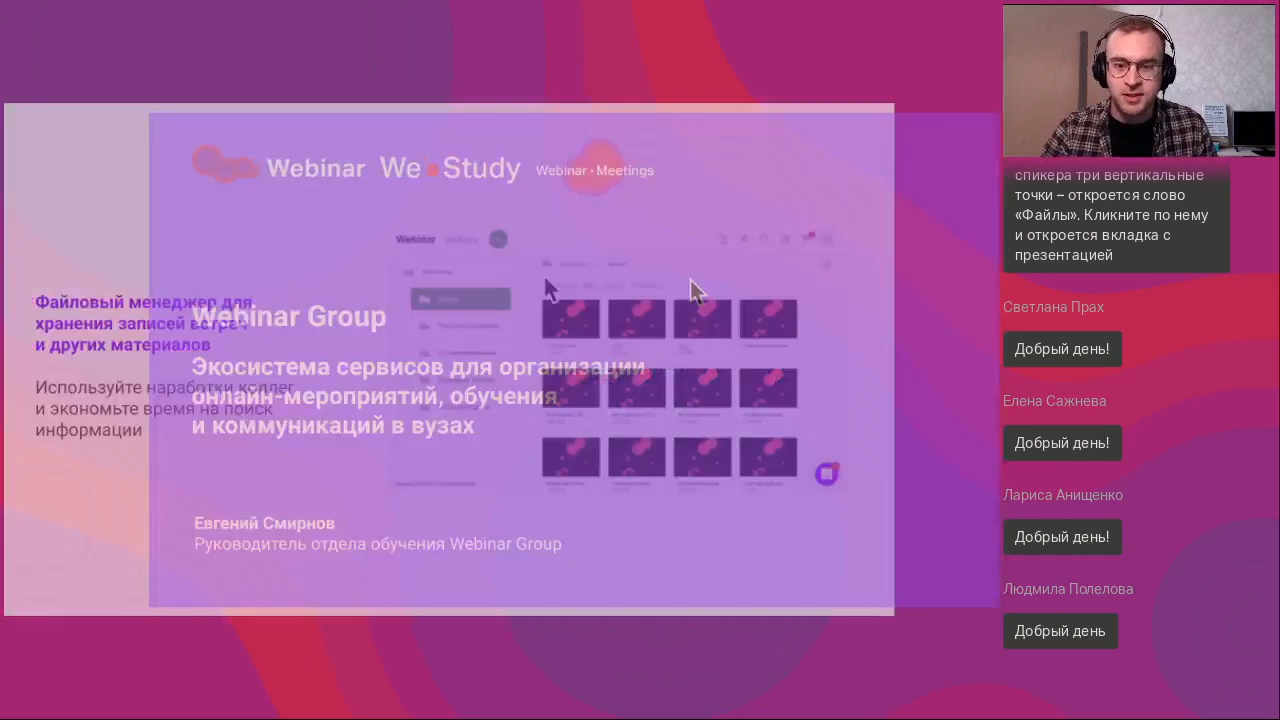 Webinar We Study Webinar Meetings
Webinar
Файловый менеджер для
хранения записей встреч
и других материалов
Используйте наработки коллег
и экономьте время на поиск
информации
Webinar Group
Экосистема сервисов для организации
онлайн-мероприятий, обучения
и коммуникаций в вузах
Евгений Смирнов
Руководитель отдела обучения Webinar Group
спикера три вертикальные
точки – откроется слово
«Файлы». Кликните по нему
и откроется вкладка с
презентацией
Светлана Прах
Добрый день!
Елена Сажнева
Добрый день!
Лариса Анищенко
Добрый день!
Людмила Полелова
Добрый день